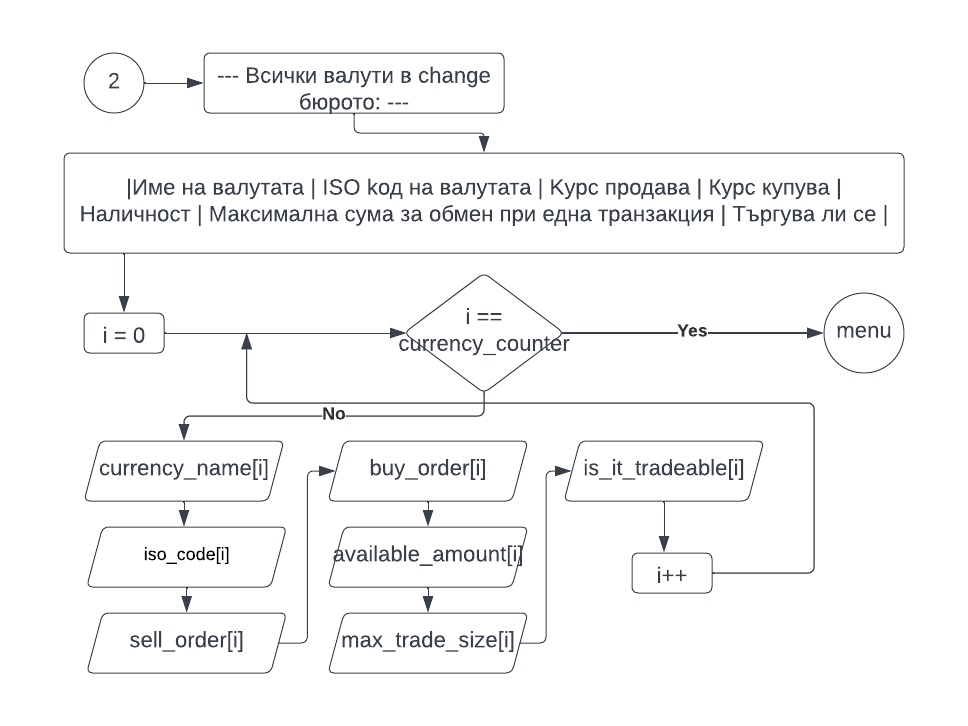 2
--- Всички валути в change
бюрото: ---
|Име на валутата | ISO код на валутата | Курс продава | Курс купува |
Наличност | Максимална сума за обмен при една транзакция | Търгува ли се |
i = 0
i ==
currency_counter
Yes
menu
No
currency_name[i]
buy_order[i]
is_it_tradeable[i]
iso_code[i]
available_amount[i]
i++
sell_order[i]
max_trade_size[i]